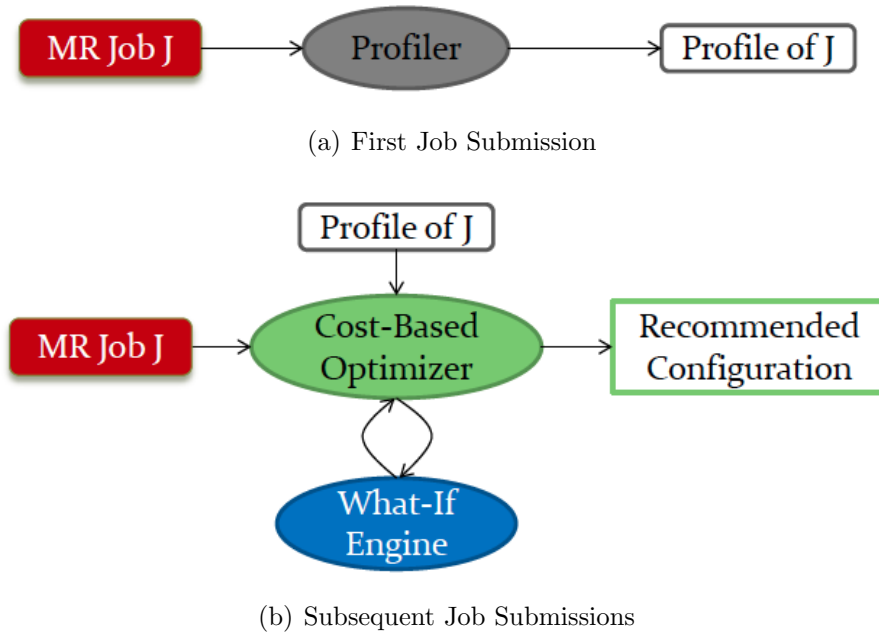 MR Job J
Profiler
Profile of J
(a) First Job Submission
Profile of J
MR Job J
Cost-Based
Optimizer
Recommended
Configuration
What-If
Engine
(b) Subsequent Job Submissions